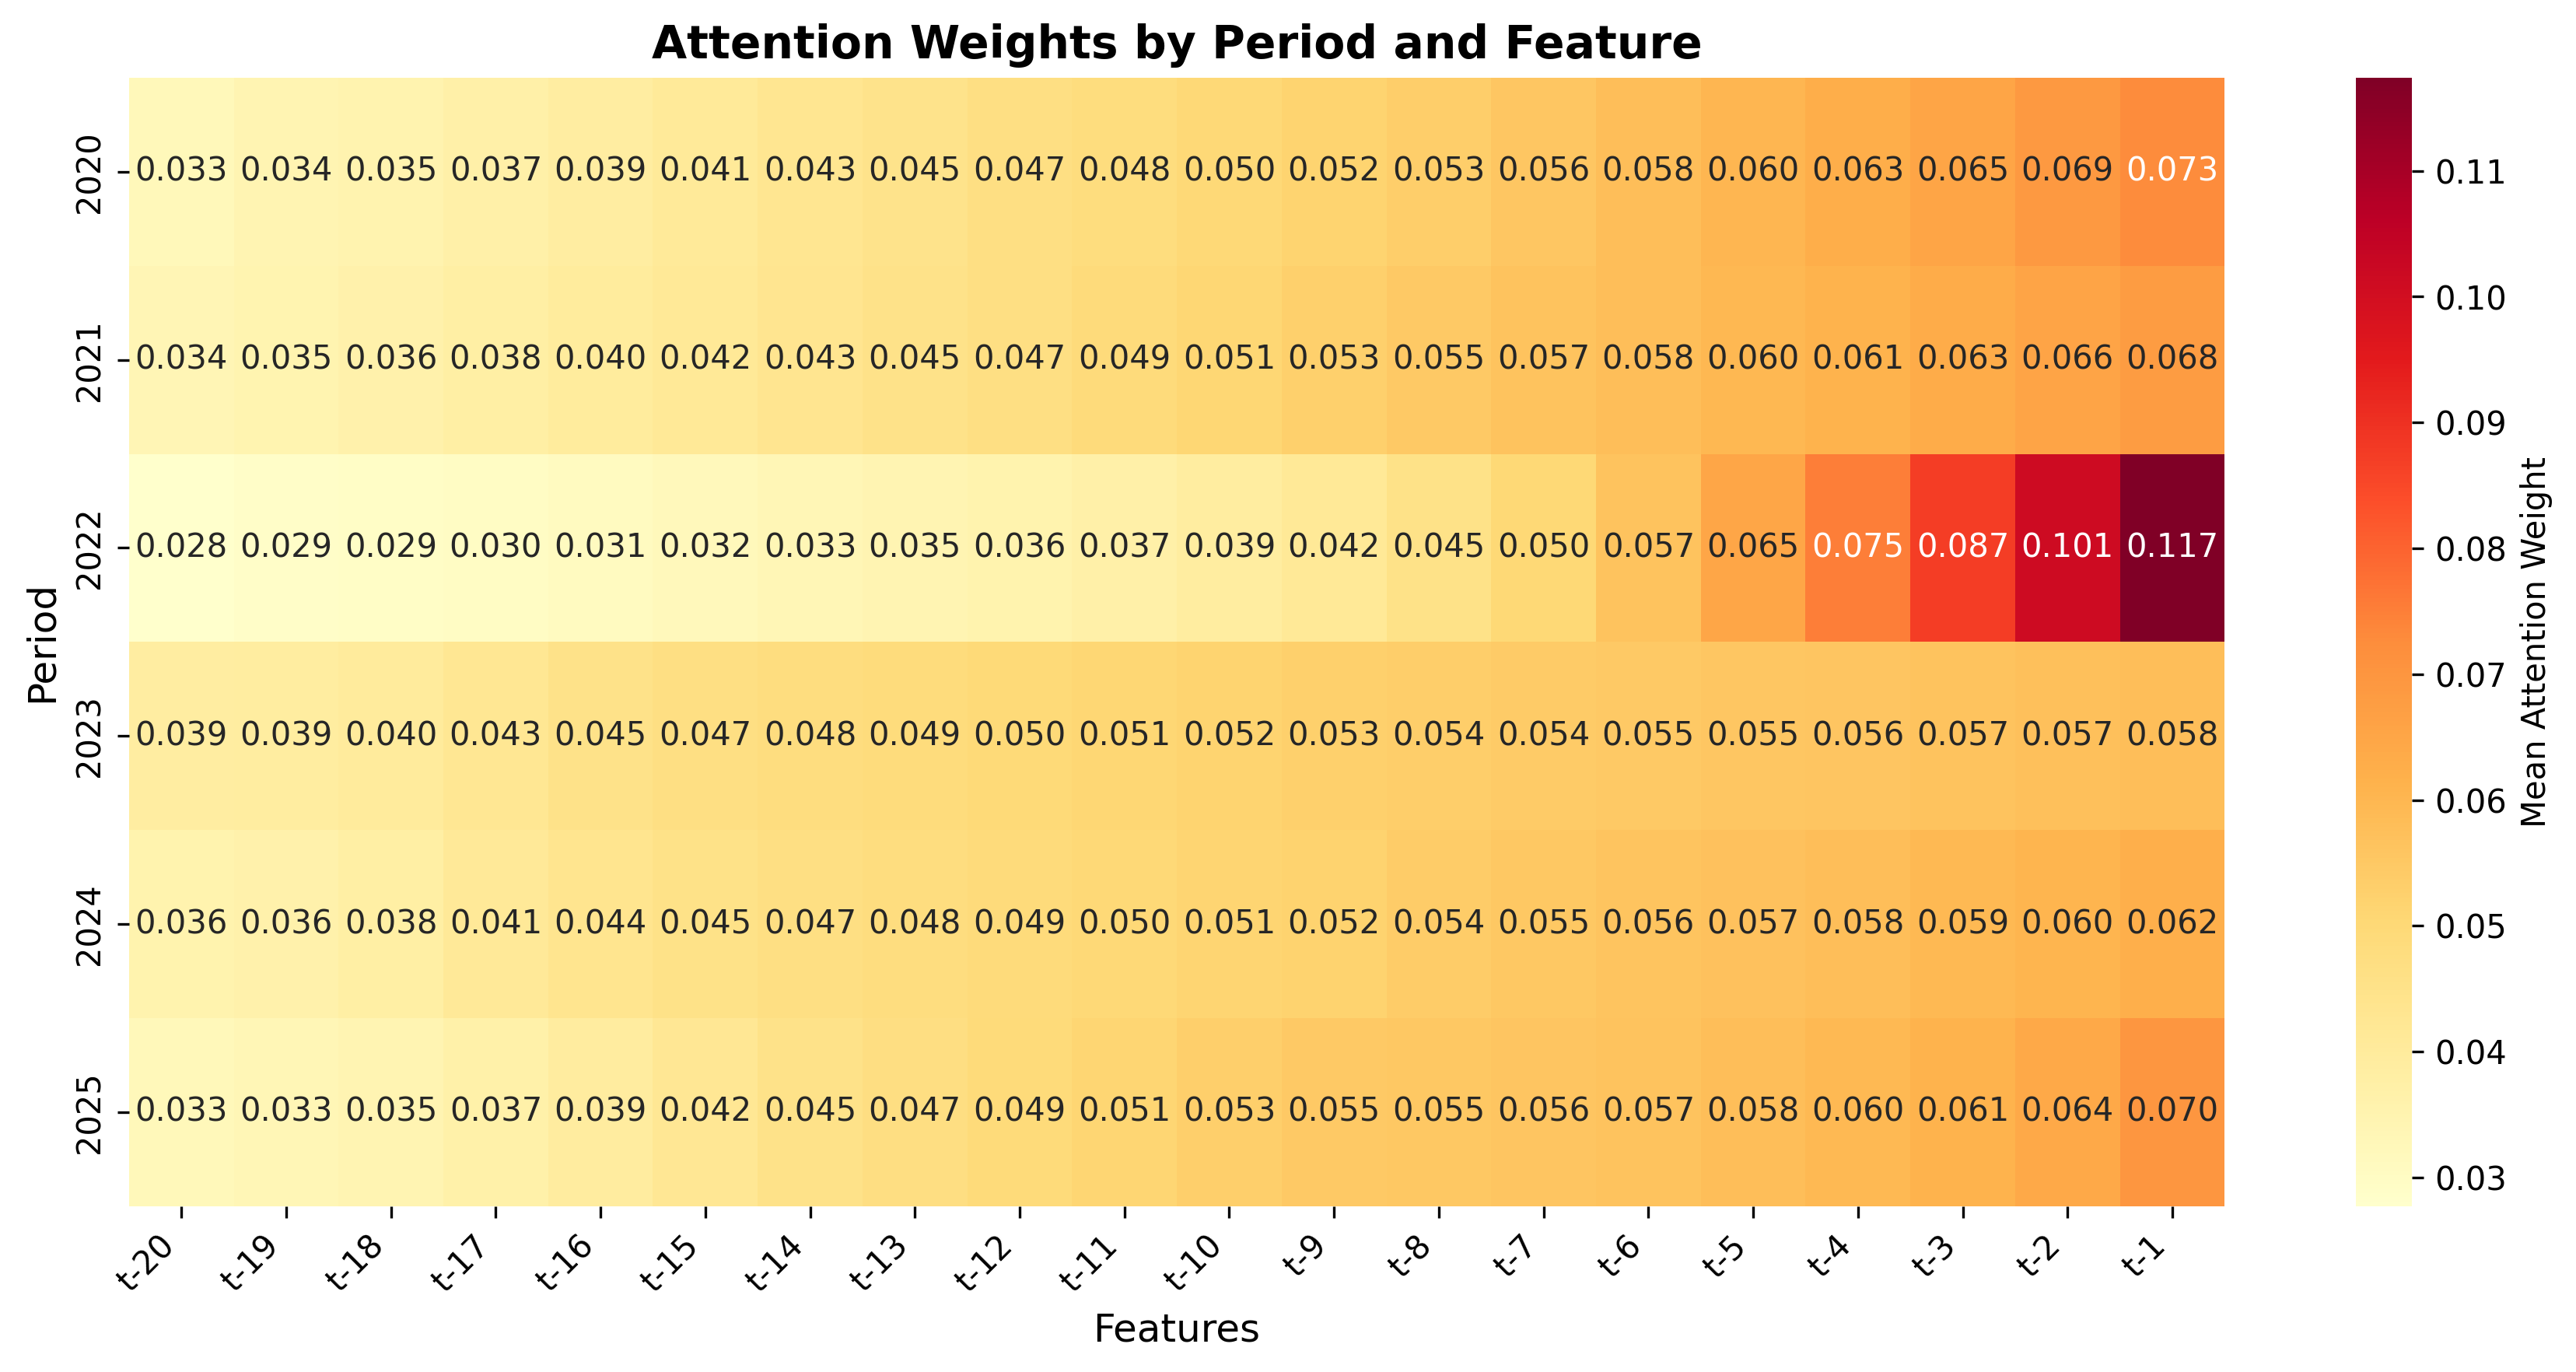 Attention Weights by Period and Feature
Period
2020 0.033 0.034 0.035 0.037 0.039 0.041 0.043 0.045 0.047 0.048 0.050 0.052 0.053 0.056 0.058 0.060 0.063 0.065 0.069 0.073
2021 0.034 0.035 0.036 0.038 0.040 0.042 0.043 0.045 0.047 0.049 0.051 0.053 0.055 0.057 0.058 0.060 0.061 0.063 0.066 0.068
2022 0.028 0.029 0.029 0.030 0.031 0.032 0.033 0.035 0.036 0.037 0.039 0.042 0.045 0.050 0.057 0.065 0.075 0.087 0.101 0.117
2023 0.039 0.039 0.040 0.043 0.045 0.047 0.048 0.049 0.050 0.051 0.052 0.053 0.054 0.054 0.055 0.055 0.056 0.057 0.057 0.058
2024 0.036 0.036 0.038 0.041 0.044 0.045 0.047 0.048 0.049 0.050 0.051 0.052 0.054 0.055 0.056 0.057 0.058 0.059 0.060 0.062
2025 0.033 0.033 0.035 0.037 0.039 0.042 0.045 0.047 0.049 0.051 0.053 0.055 0.055 0.056 0.057 0.058 0.060 0.061 0.064 0.070
t-20 t-19 t-18 t-17 t-16 t-15 t-14 t-13 t-12 t-11 t-10 t-9 t-8 t-7 t-6 t-5 t-4 t-3 t-2 t-1
Features
0.11
0.10
0.09
0.08
0.07
0.06
0.05
0.04
0.03
Mean Attention Weight